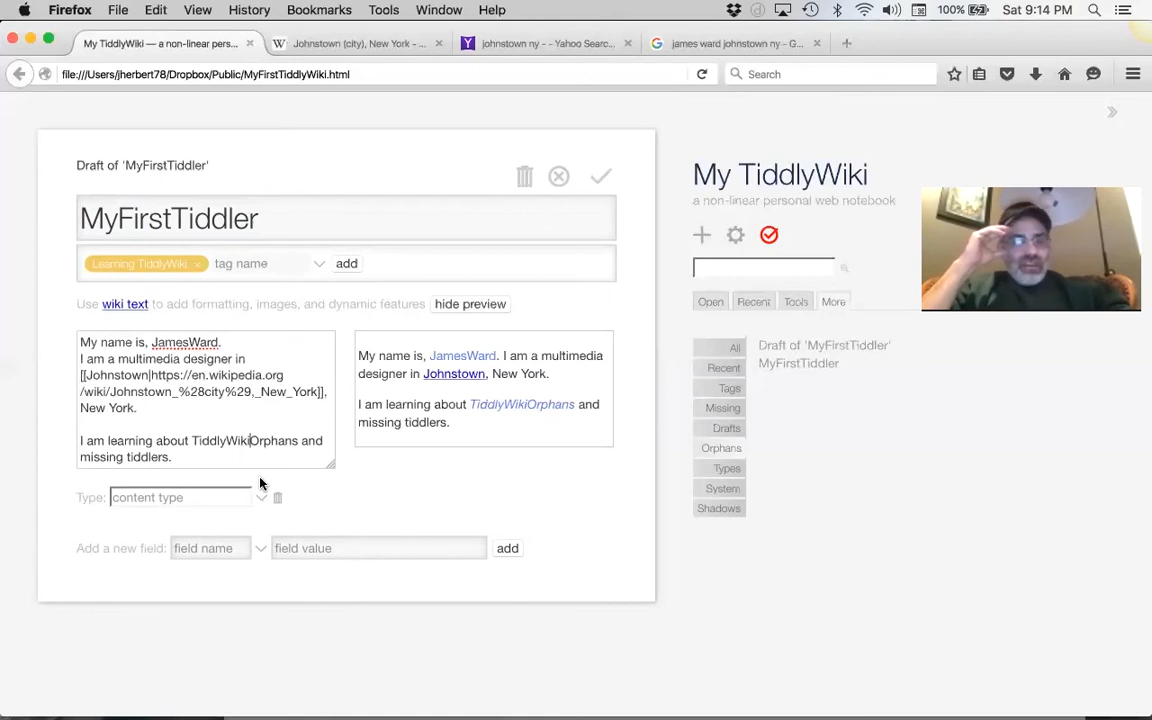 Firefox File Edit View History Bookmarks Tools Window Help 100% Sat 9:14 PM
My TiddlyWiki — a non-linear pers...
Johnstown (city), New York - ...
johnstown ny - - Yahoo Searc...
james ward johnstown ny - G...
file:///Users/jherbert78/Dropbox/Public/MyFirstTiddlyWiki.html
Search
Draft of 'MyFirstTiddler'
MyFirstTiddler
Learning TiddlyWiki × tag name add
Use wiki text to add formatting, images, and dynamic features hide preview
My name is, JamesWard.
I am a multimedia designer in
[[Johnstown|https://en.wikipedia.org
/wiki/Johnstown_%28city%29,_New_York]],
New York.
I am learning about TiddlyWikiOrphans and
missing tiddlers.
My name is, JamesWard. I am a multimedia
designer in Johnstown, New York.
I am learning about TiddlyWikiOrphans and
missing tiddlers.
Type: content type
Add a new field: field name field value add
My TiddlyWiki
a non-linear personal web notebook
Open Recent Tools More
All
Recent
Tags
Missing
Drafts
Orphans
Types
System
Shadows
Draft of 'MyFirstTiddler'
MyFirstTiddler